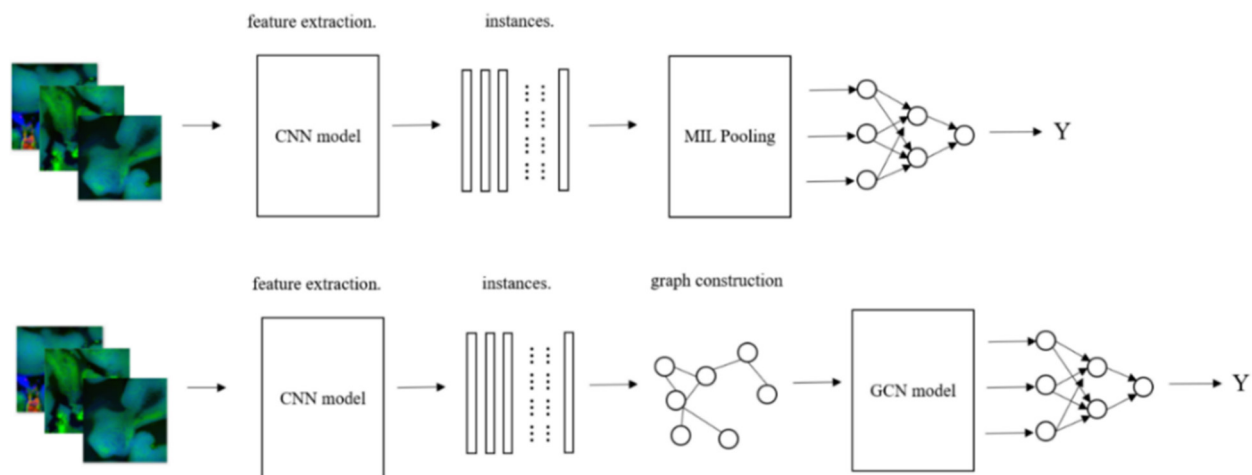 feature extraction. instances.
CNN model
MIL Pooling
Y
feature extraction. instances. graph construction
CNN model
GCN model
Y